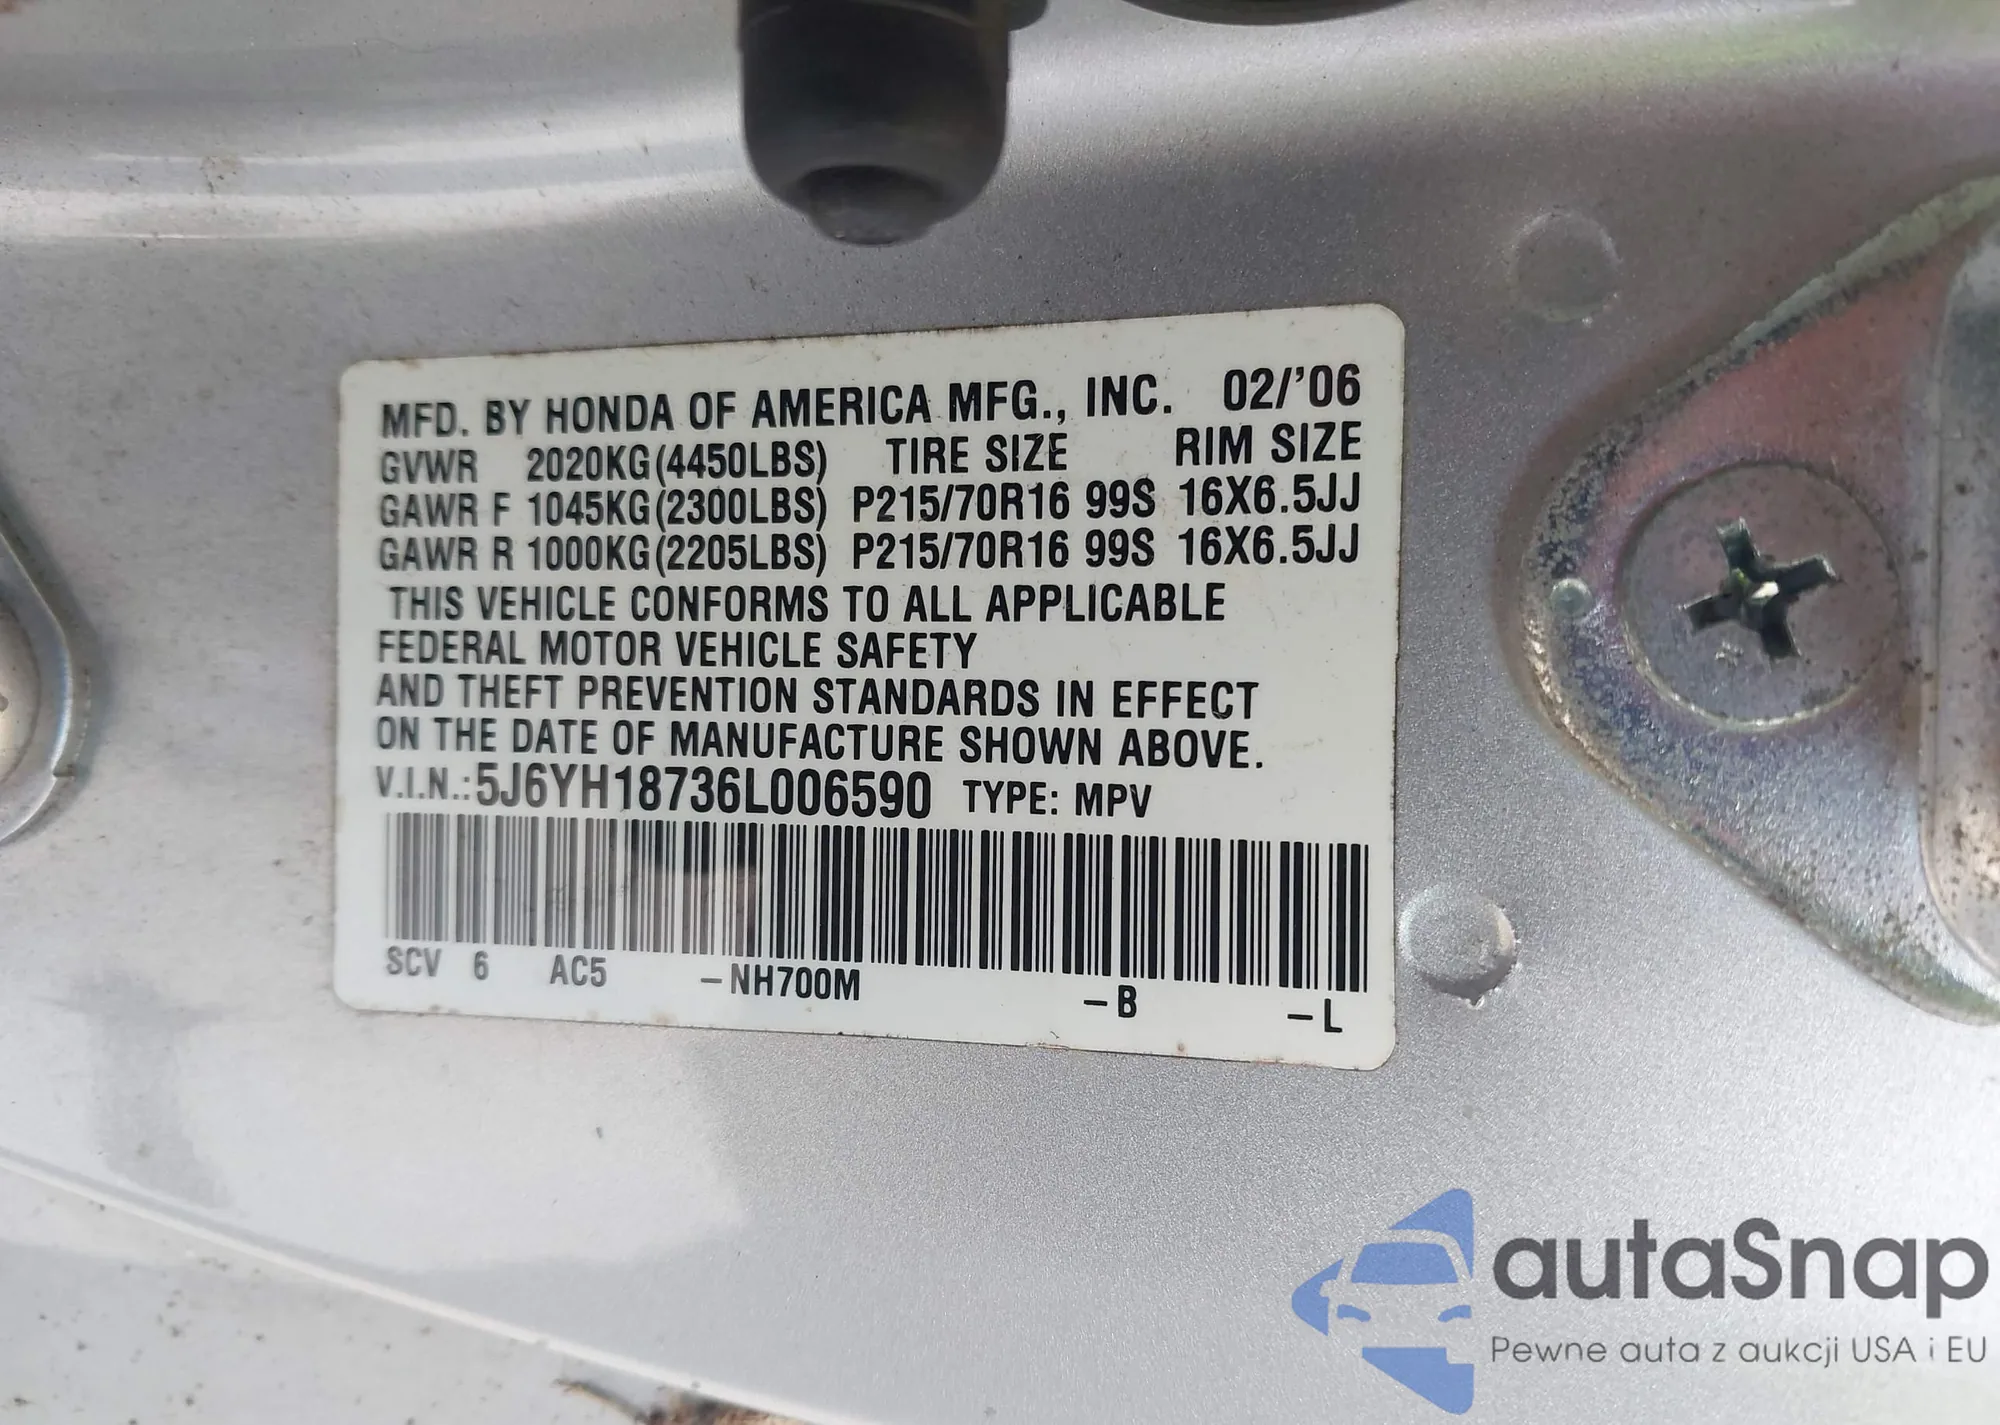 MFD. BY HONDA OF AMERICA MFG., INC. 02/'06
GVWR 2020KG(4450LBS) TIRE SIZE RIM SIZE
GAWR F 1045KG(2300LBS) P215/70R16 99S 16X6.5JJ
GAWR R 1000KG(2205LBS) P215/70R16 99S 16X6.5JJ
THIS VEHICLE CONFORMS TO ALL APPLICABLE
FEDERAL MOTOR VEHICLE SAFETY
AND THEFT PREVENTION STANDARDS IN EFFECT
ON THE DATE OF MANUFACTURE SHOWN ABOVE.
V.I.N.:5J6YH18736L006590 TYPE: MPV
SCV 6 AC5 –NH700M –B –L
autaSnap
Pewne auta z aukcji USA i EU